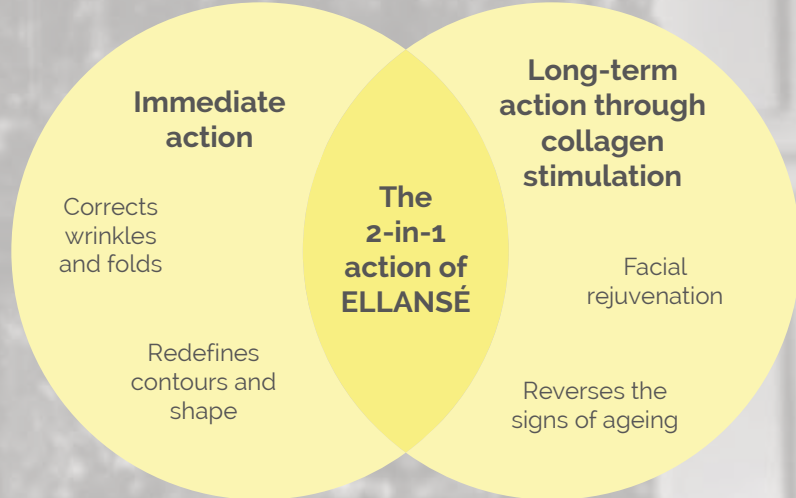 Immediate
action
Corrects
wrinkles
and folds
Redefines
contours and
shape
The
2-in-1
action of
ELLANSÉ
Long-term
action through
collagen
stimulation
Facial
rejuvenation
Reverses the
signs of ageing